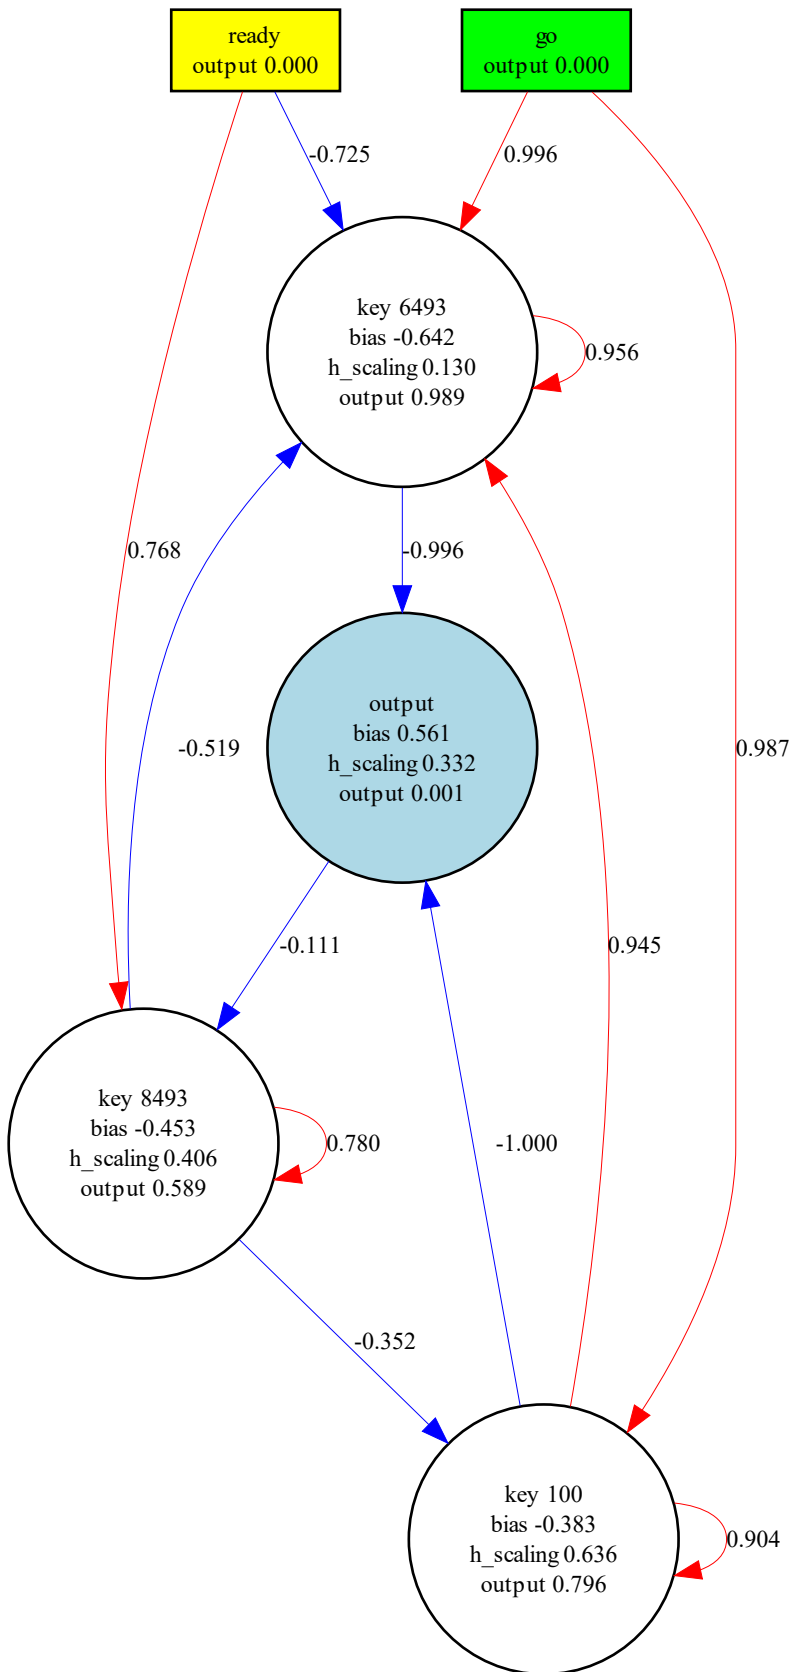 ready
output 0.000
go
output 0.000
-0.725
0.996
key 6493
bias -0.642
h_scaling 0.130
output 0.989
0.956
0.768
-0.996
output
bias 0.561
h_scaling 0.332
output 0.001
-0.519
0.987
-0.111
0.945
key 8493
bias -0.453
h_scaling 0.406
output 0.589
0.780
-1.000
-0.352
key 100
bias -0.383
h_scaling 0.636
output 0.796
0.904